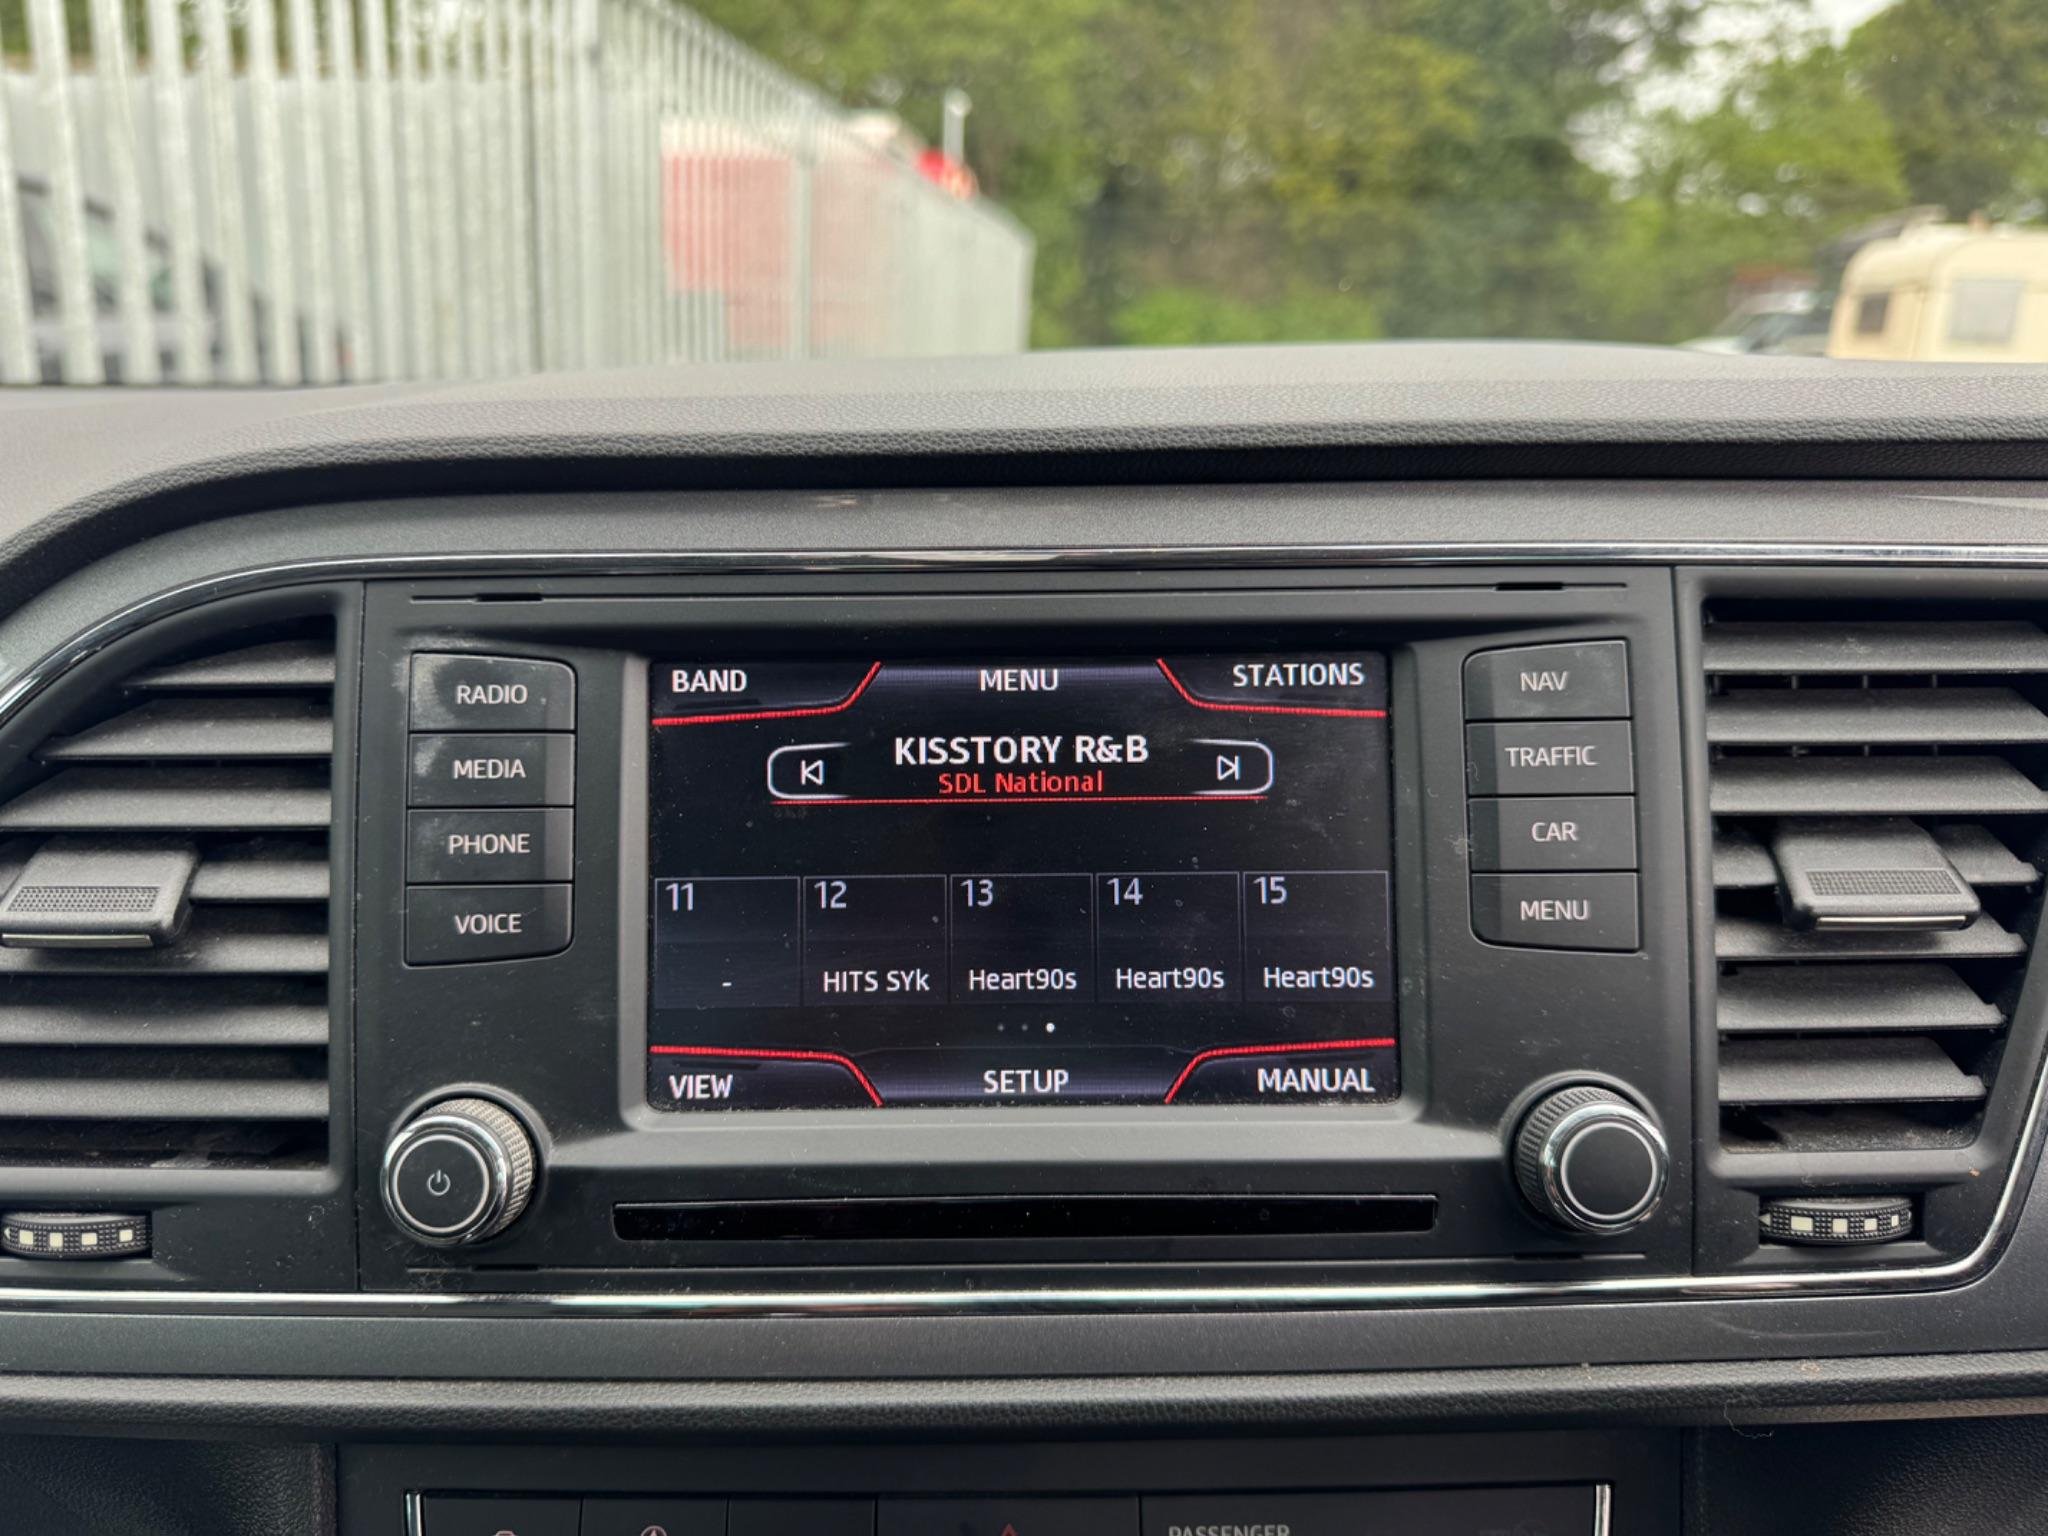 BAND MENU STATIONS
KISSTORY R&B
SDL National
11 12 13 14 15
- HITS SYk Heart90s Heart90s Heart90s
VIEW SETUP MANUAL
RADIO
MEDIA
PHONE
VOICE
NAV
TRAFFIC
CAR
MENU
PASSENGER